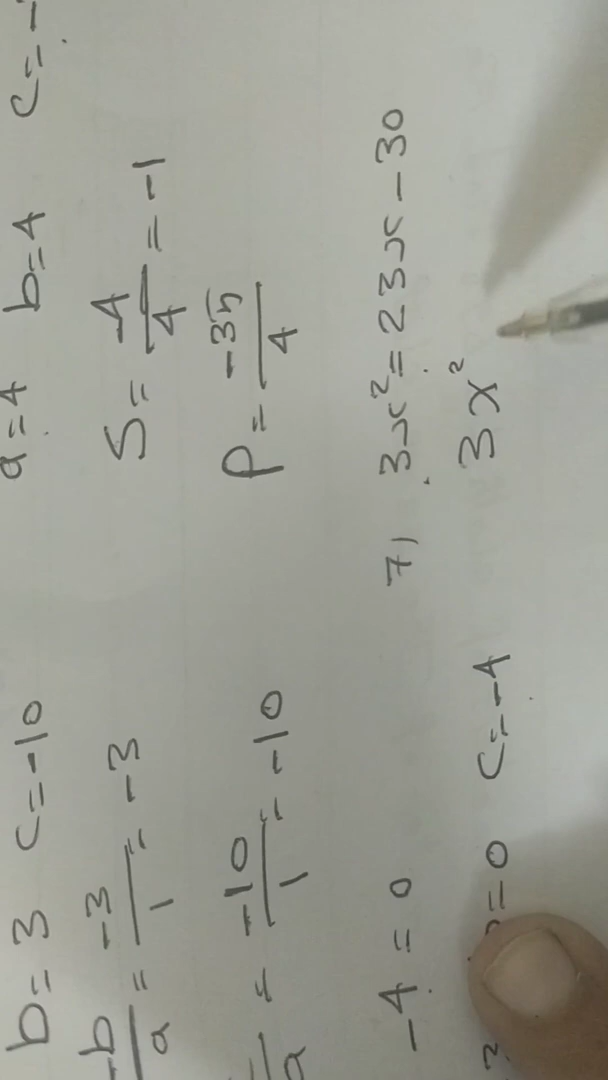 a=4 b=4 c=-
S= -4/4 = -1
P= -35/4
7) 3x²=23x-30
3x²
b=3 c=-10
-b/a = -3/1 = -3
/a = -10/1 = -10
-4=0
=0 c=-4